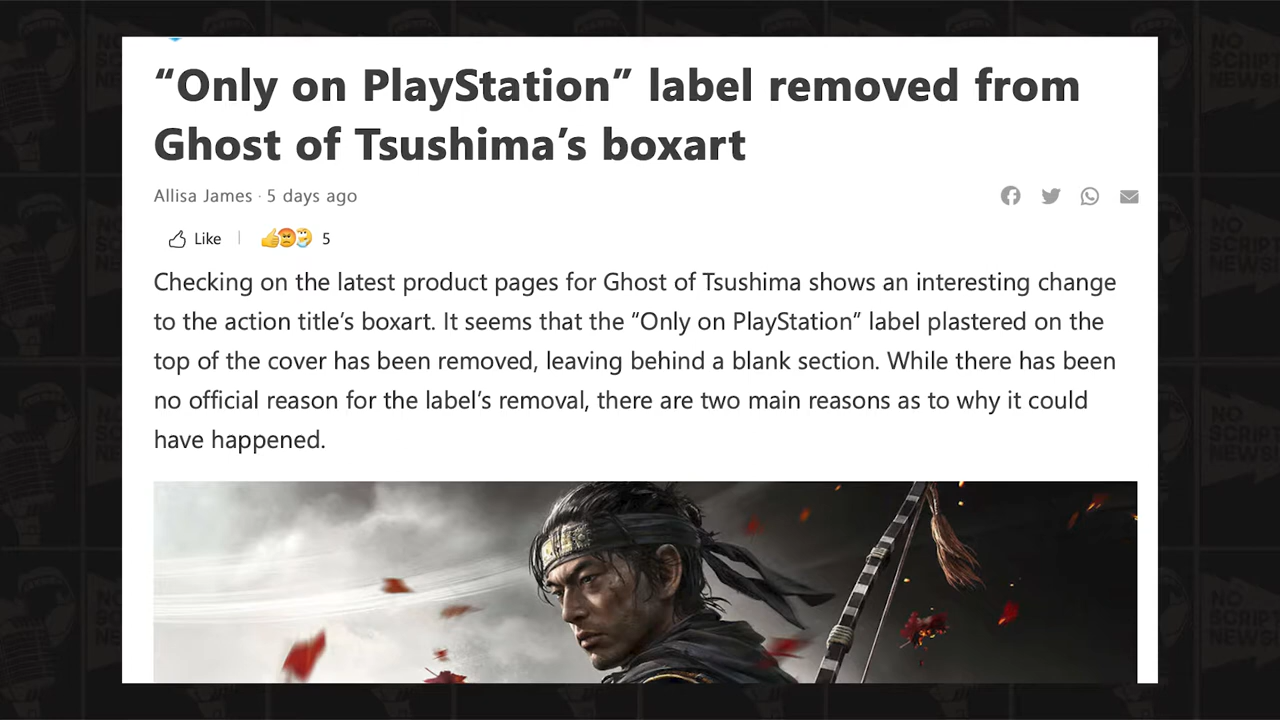 “Only on PlayStation” label removed from
Ghost of Tsushima’s boxart
Allisa James · 5 days ago
Like
5
Checking on the latest product pages for Ghost of Tsushima shows an interesting change
to the action title’s boxart. It seems that the “Only on PlayStation” label plastered on the
top of the cover has been removed, leaving behind a blank section. While there has been
no official reason for the label’s removal, there are two main reasons as to why it could
have happened.
NO
SCRIPT
NEWS